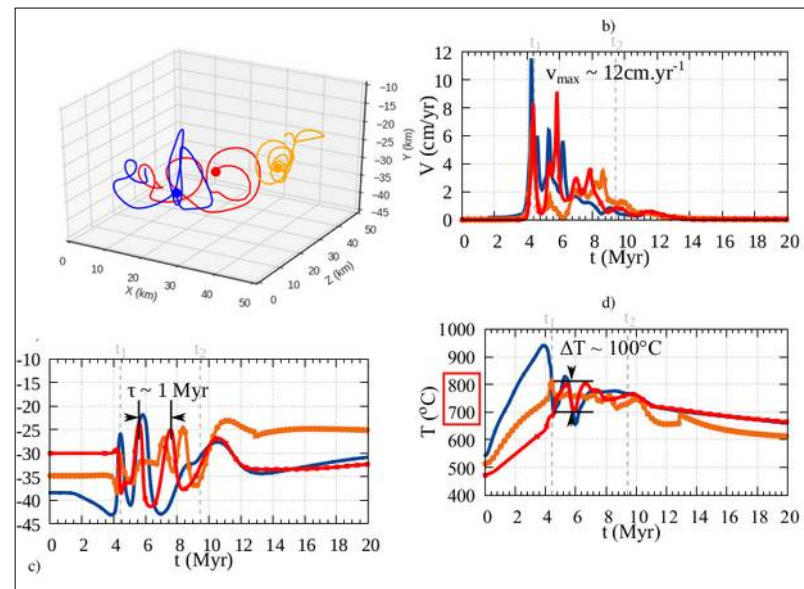 −10
−15
−20
−25
−30
−35
−40
−45
Y (km)
0
10
20
30
40
50
X (km)
0
10
20
30
40
50
Z (km)
b)
t1
t2
12
10
8
6
4
2
0
V (cm/yr)
vmax ~ 12cm.yr-1
0 2 4 6 8 10 12 14 16 18 20
t (Myr)
t1
t2
-10
-15
-20
-25
-30
-35
-40
-45
τ ~ 1 Myr
0 2 4 6 8 10 12 14 16 18 20
t (Myr)
c)
d)
t1
t2
1000
900
800
700
600
500
400
T (°C)
ΔT ~ 100°C
0 2 4 6 8 10 12 14 16 18 20
t (Myr)